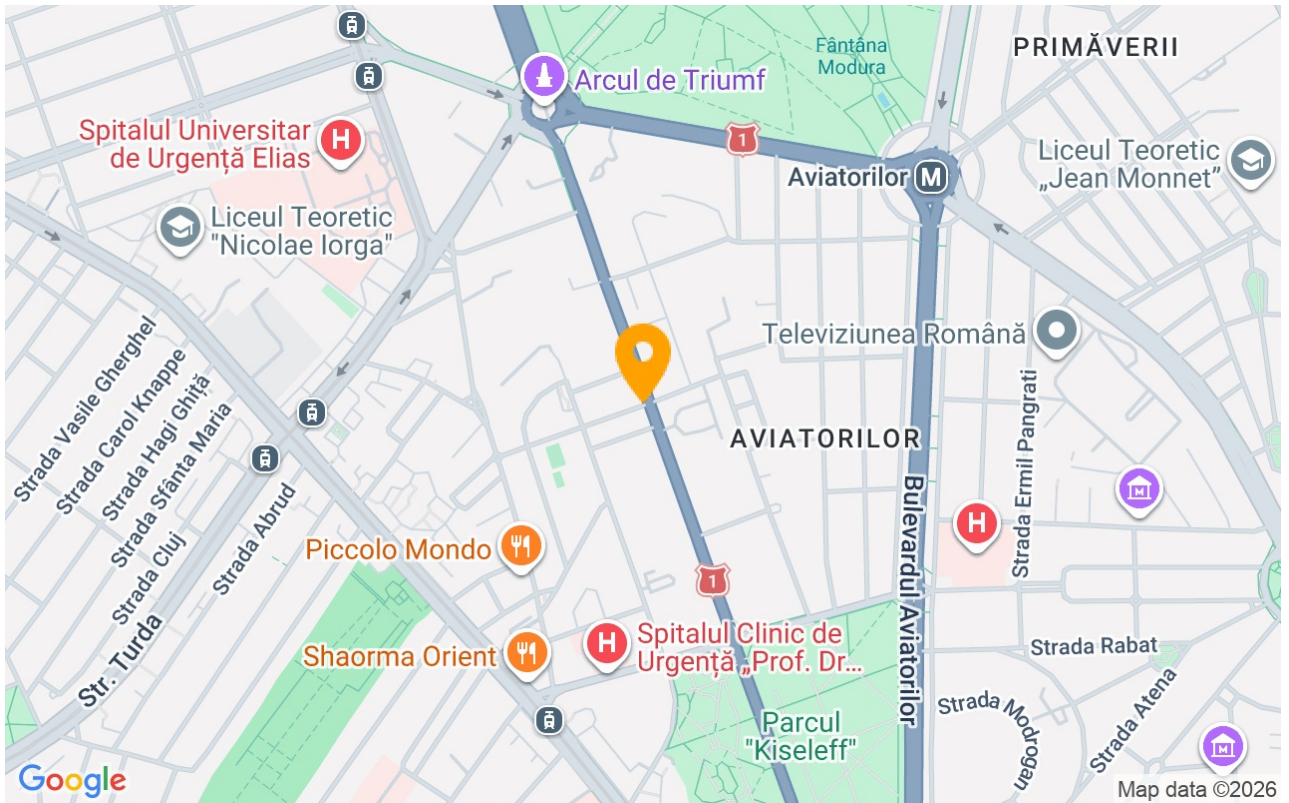 Fântâna
Modura
PRIMĂVERII
Arcul de Triumf
1
Spitalul Universitar
de Urgență Elias
H
Liceul Teoretic
„Jean Monnet”
Aviatorilor
M
Liceul Teoretic
"Nicolae Iorga"
Televiziunea Română
Strada Vasile Gherghel
Strada Carol Knappe
Strada Hagi Ghiță
Strada Sfânta Maria
Strada Cluj
Strada Abrud
Str. Turda
AVIATORILOR
Bulevardul Aviatorilor
Strada Ermil Pangrati
M
H
Piccolo Mondo
1
Shaorma Orient
H
Spitalul Clinic de
Urgență „Prof. Dr...
Strada Rabat
Strada Modrogan
Strada Atena
Parcul
"Kiseleff"
M
Google
Map data ©2026